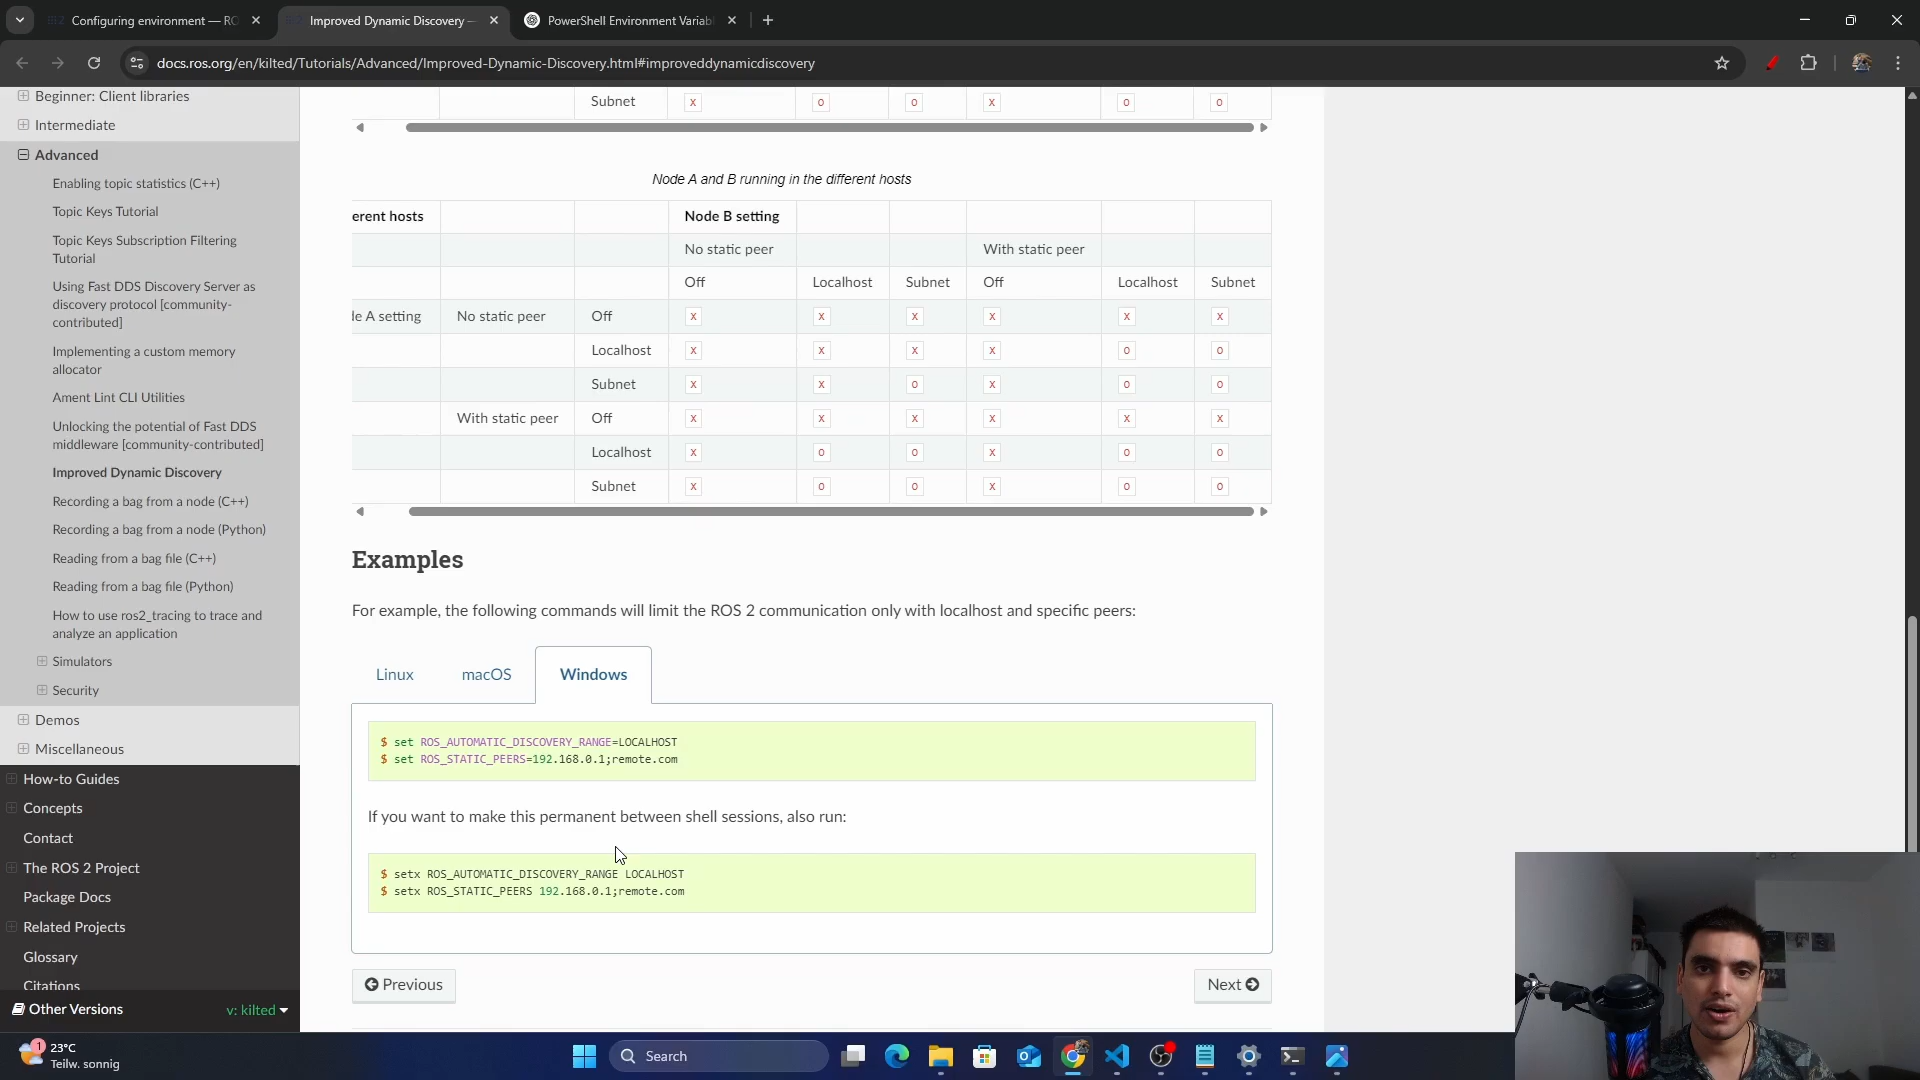 Configuring environment — RO
Improved Dynamic Discovery —
PowerShell Environment Variab
docs.ros.org/en/kilted/Tutorials/Advanced/Improved-Dynamic-Discovery.html#improveddynamicdiscovery
Beginner: Client libraries
Intermediate
Advanced
Enabling topic statistics (C++)
Topic Keys Tutorial
Topic Keys Subscription Filtering
Tutorial
Using Fast DDS Discovery Server as
discovery protocol [community-
contributed]
Implementing a custom memory
allocator
Ament Lint CLI Utilities
Unlocking the potential of Fast DDS
middleware [community-contributed]
Improved Dynamic Discovery
Recording a bag from a node (C++)
Recording a bag from a node (Python)
Reading from a bag file (C++)
Reading from a bag file (Python)
How to use ros2_tracing to trace and
analyze an application
Simulators
Security
Demos
Miscellaneous
How-to Guides
Concepts
Contact
The ROS 2 Project
Package Docs
Related Projects
Glossary
Citations
Other Versions v: kilted
Subnet X O O X O O
Node A and B running in the different hosts
erent hosts Node B setting
No static peer With static peer
Off Localhost Subnet Off Localhost Subnet
de A setting No static peer Off X X X X X X
Localhost X X X X O O
Subnet X X O X O O
With static peer Off X X X X X X
Localhost X O O X O O
Subnet X O O X O O
Examples
For example, the following commands will limit the ROS 2 communication only with localhost and specific peers:
Linux macOS Windows
$ set ROS_AUTOMATIC_DISCOVERY_RANGE=LOCALHOST
$ set ROS_STATIC_PEERS=192.168.0.1;remote.com
If you want to make this permanent between shell sessions, also run:
$ setx ROS_AUTOMATIC_DISCOVERY_RANGE LOCALHOST
$ setx ROS_STATIC_PEERS 192.168.0.1;remote.com
Previous Next
1
23°C
Teilw. sonnig
Search